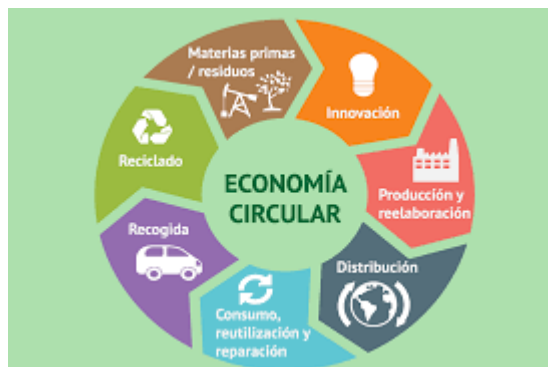 Materias primas
/ residuos
Innovación
Producción y
reelaboración
Distribución
Consumo,
reutilización y
reparación
Recogida
Reciclado
ECONOMÍA
CIRCULAR